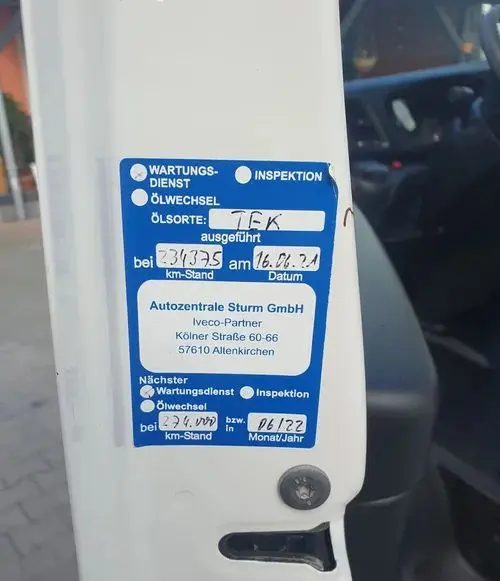 WARTUNGS- INSPEKTION
DIENST
ÖLWECHSEL
ÖLSORTE: TEK
ausgeführt
bei 234375 am 16.06.21
km-Stand Datum
Autozentrale Sturm GmbH
Iveco-Partner
Kölner Straße 60-66
57610 Altenkirchen
Nächster
Wartungsdienst Inspektion
Ölwechsel
bei 274.000 bzw. in 06/22
km-Stand Monat/Jahr